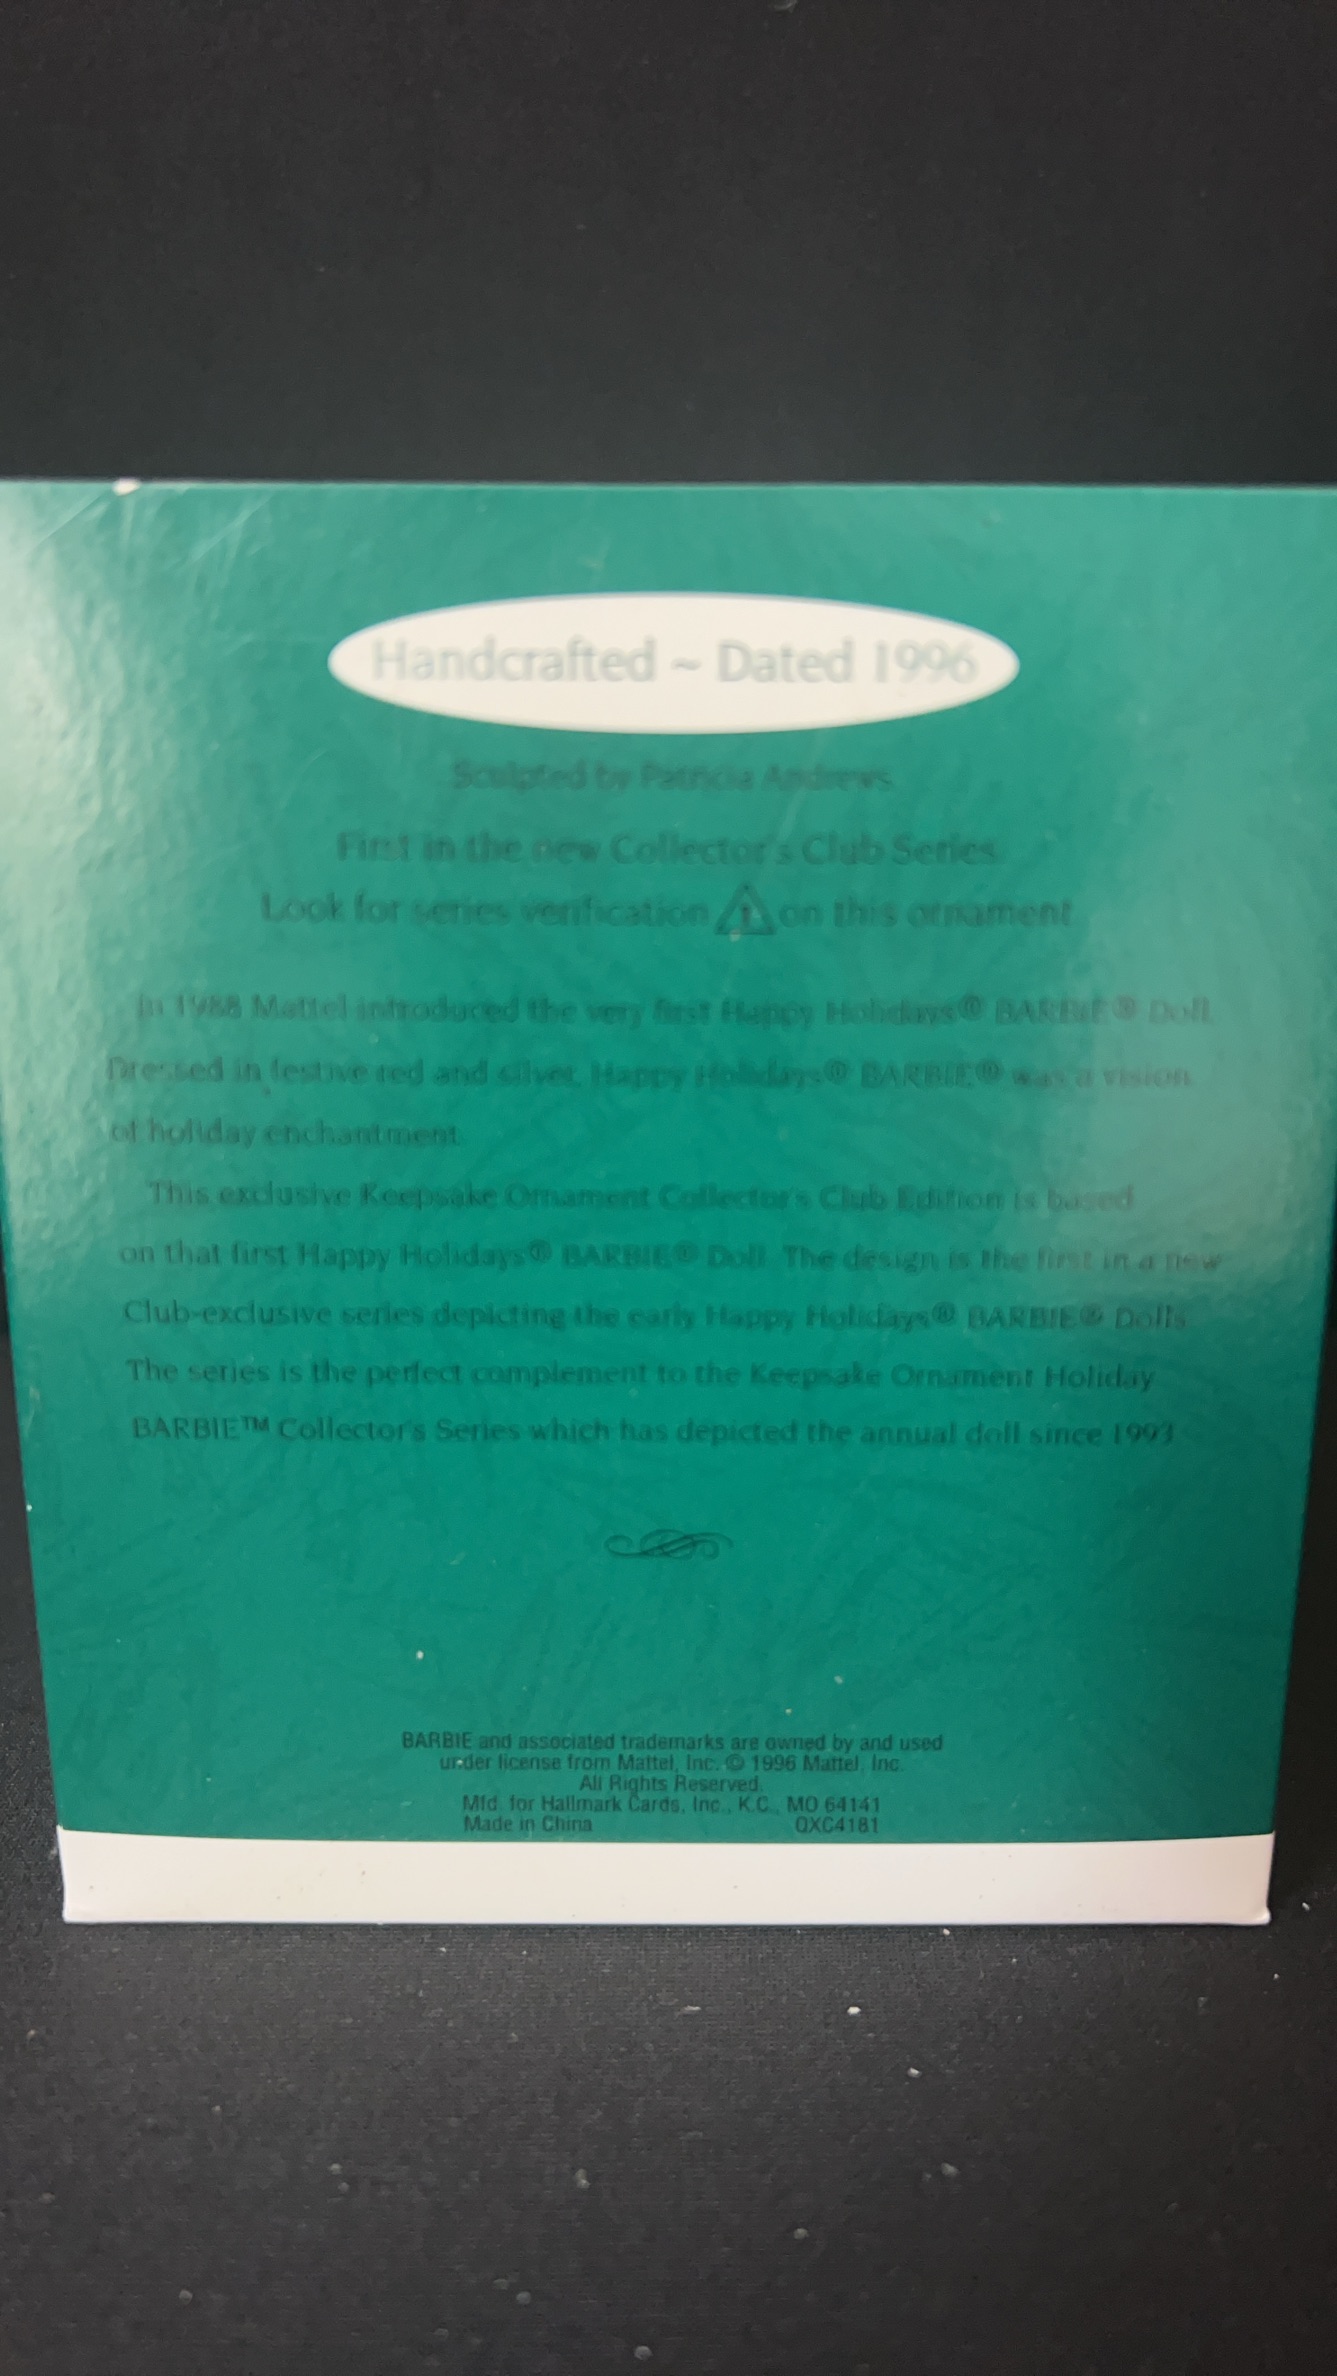 Handcrafted ~ Dated 1996
Sculpted by Patricia Andrews
First in the new Collector's Club Series
Look for series verification 1 on this ornament
In 1988 Mattel introduced the very first Happy Holidays® BARBIE® Doll.
Dressed in festive red and silver, Happy Holidays® BARBIE® was a vision
of holiday enchantment.
This exclusive Keepsake Ornament Collector's Club Edition is based
on that first Happy Holidays® BARBIE® Doll. The design is the first in a new
Club-exclusive series depicting the early Happy Holidays® BARBIE® Dolls.
The series is the perfect complement to the Keepsake Ornament Holiday
BARBIE™ Collector's Series which has depicted the annual doll since 1993.
BARBIE and associated trademarks are owned by and used
under license from Mattel, Inc. © 1996 Mattel, Inc.
All Rights Reserved.
Mfd. for Hallmark Cards, Inc., K.C., MO 64141
Made in China QXC4181